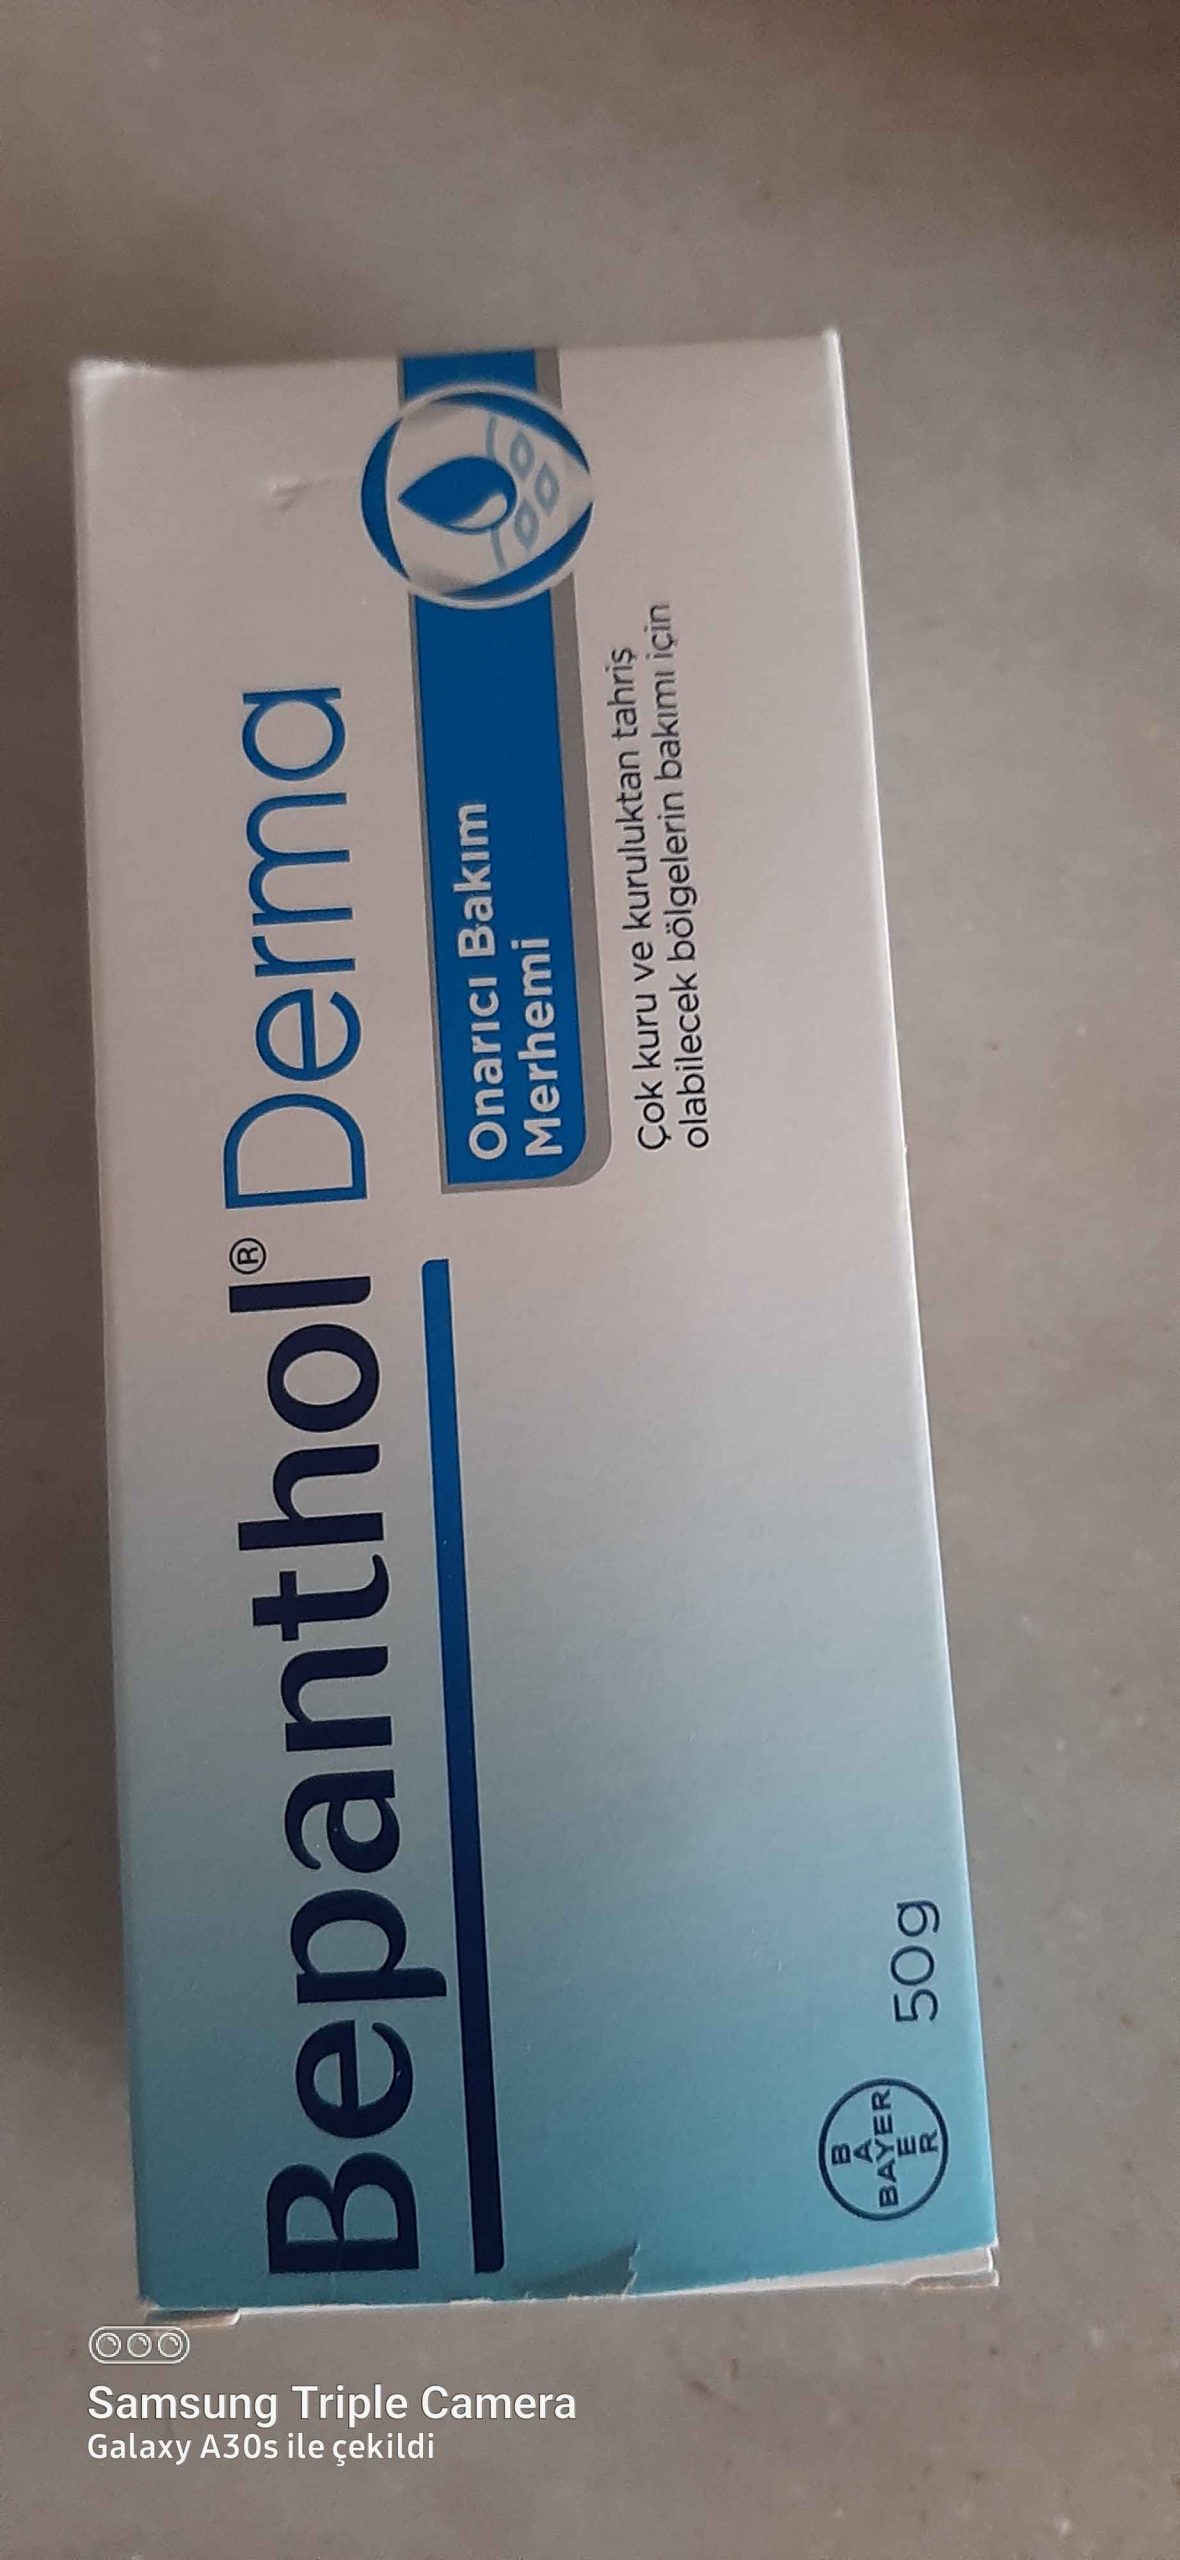 Bepanthol® Derma
Onarıcı Bakım
Merhemi
Çok kuru ve kuruluktan tahriş
olabilecek bölgelerin bakımı için
BAYER
BAYER
50g
Samsung Triple Camera
Galaxy A30s ile çekildi